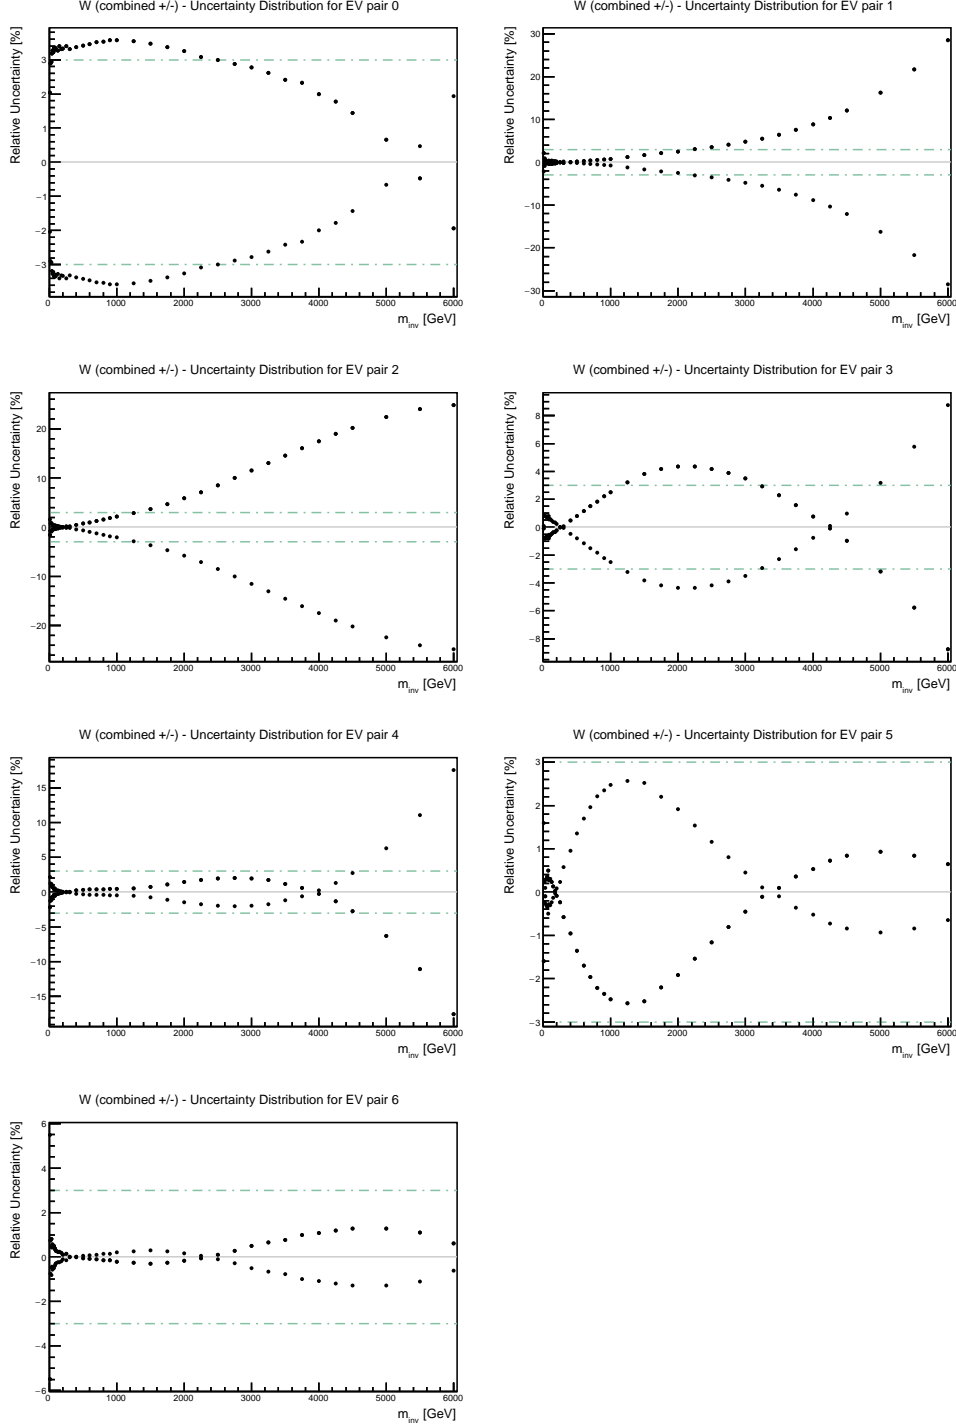 W (combined +/-) - Uncertainty Distribution for EV pair 0
Relative Uncertainty [%]
3
2
1
0
−1
−2
−3
0 1000 2000 3000 4000 5000 6000
m_inv [GeV]
W (combined +/-) - Uncertainty Distribution for EV pair 1
Relative Uncertainty [%]
30
20
10
0
−10
−20
−30
0 1000 2000 3000 4000 5000 6000
m_inv [GeV]
W (combined +/-) - Uncertainty Distribution for EV pair 2
Relative Uncertainty [%]
20
10
0
−10
−20
0 1000 2000 3000 4000 5000 6000
m_inv [GeV]
W (combined +/-) - Uncertainty Distribution for EV pair 3
Relative Uncertainty [%]
8
6
4
2
0
−2
−4
−6
−8
0 1000 2000 3000 4000 5000 6000
m_inv [GeV]
W (combined +/-) - Uncertainty Distribution for EV pair 4
Relative Uncertainty [%]
15
10
5
0
−5
−10
−15
0 1000 2000 3000 4000 5000 6000
m_inv [GeV]
W (combined +/-) - Uncertainty Distribution for EV pair 5
Relative Uncertainty [%]
3
2
1
0
−1
−2
−3
0 1000 2000 3000 4000 5000 6000
m_inv [GeV]
W (combined +/-) - Uncertainty Distribution for EV pair 6
Relative Uncertainty [%]
6
4
2
0
−2
−4
−6
0 1000 2000 3000 4000 5000 6000
m_inv [GeV]